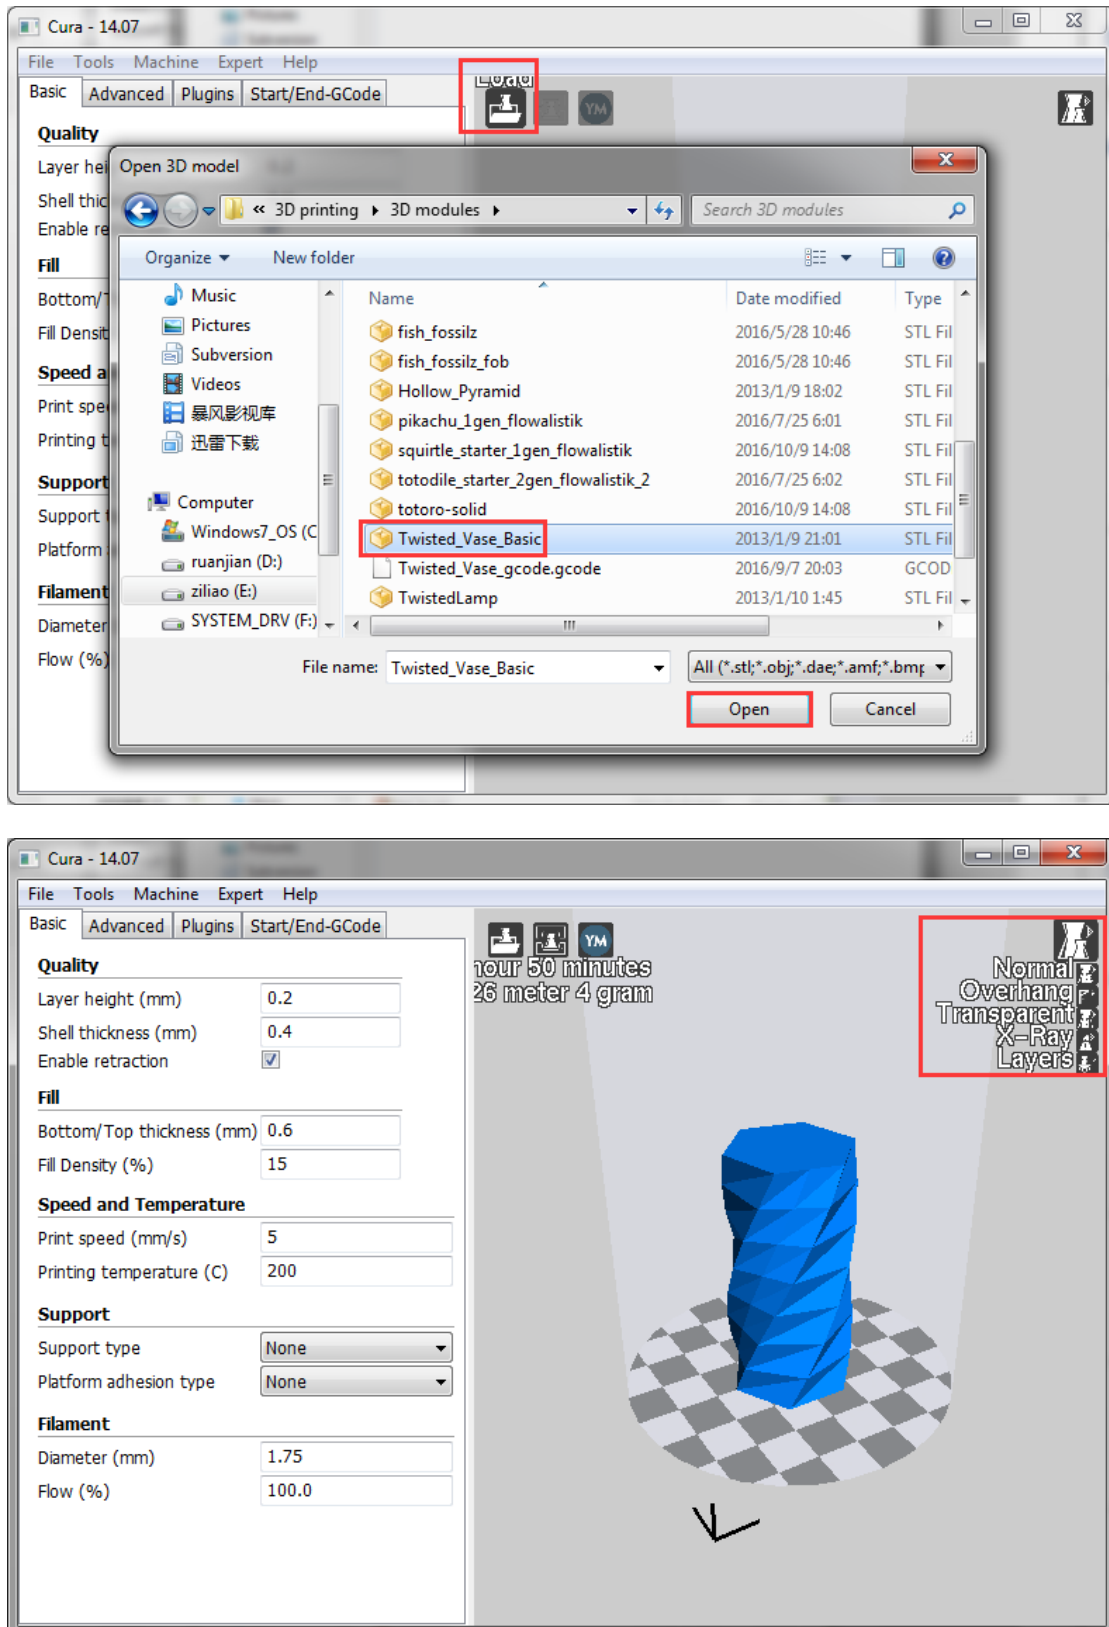 Cura - 14.07
File Tools Machine Expert Help
Basic Advanced Plugins Start/End-GCode
Load
YM
Quality
Layer hei
Shell thic
Enable re
Fill
Bottom/T
Fill Densit
Speed a
Print spe
Printing t
Support
Support t
Platform
Filament
Diameter
Flow (%)
Open 3D model
« 3D printing 3D modules
Search 3D modules
Organize New folder
Music
Pictures
Subversion
Videos
暴风影视库
迅雷下载
Computer
Windows7_OS (C
ruanjian (D:)
ziliao (E:)
SYSTEM_DRV (F:)
Name Date modified Type
fish_fossilz 2016/5/28 10:46 STL Fil
fish_fossilz_fob 2016/5/28 10:46 STL Fil
Hollow_Pyramid 2013/1/9 18:02 STL Fil
pikachu_1gen_flowalistik 2016/7/25 6:01 STL Fil
squirtle_starter_1gen_flowalistik 2016/10/9 14:08 STL Fil
totodile_starter_2gen_flowalistik_2 2016/7/25 6:02 STL Fil
totoro-solid 2016/10/9 14:08 STL Fil
Twisted_Vase_Basic 2013/1/9 21:01 STL Fil
Twisted_Vase_gcode.gcode 2016/9/7 20:03 GCOD
TwistedLamp 2013/1/10 1:45 STL Fil
File name: Twisted_Vase_Basic All (*.stl;*.obj;*.dae;*.amf;*.bmp
Open Cancel
Cura - 14.07
File Tools Machine Expert Help
Basic Advanced Plugins Start/End-GCode
Quality
Layer height (mm) 0.2
Shell thickness (mm) 0.4
Enable retraction
Fill
Bottom/Top thickness (mm) 0.6
Fill Density (%) 15
Speed and Temperature
Print speed (mm/s) 5
Printing temperature (C) 200
Support
Support type None
Platform adhesion type None
Filament
Diameter (mm) 1.75
Flow (%) 100.0
YM
hour 50 minutes
26 meter 4 gram
Normal
Overhang
Transparent
X-Ray
Layers